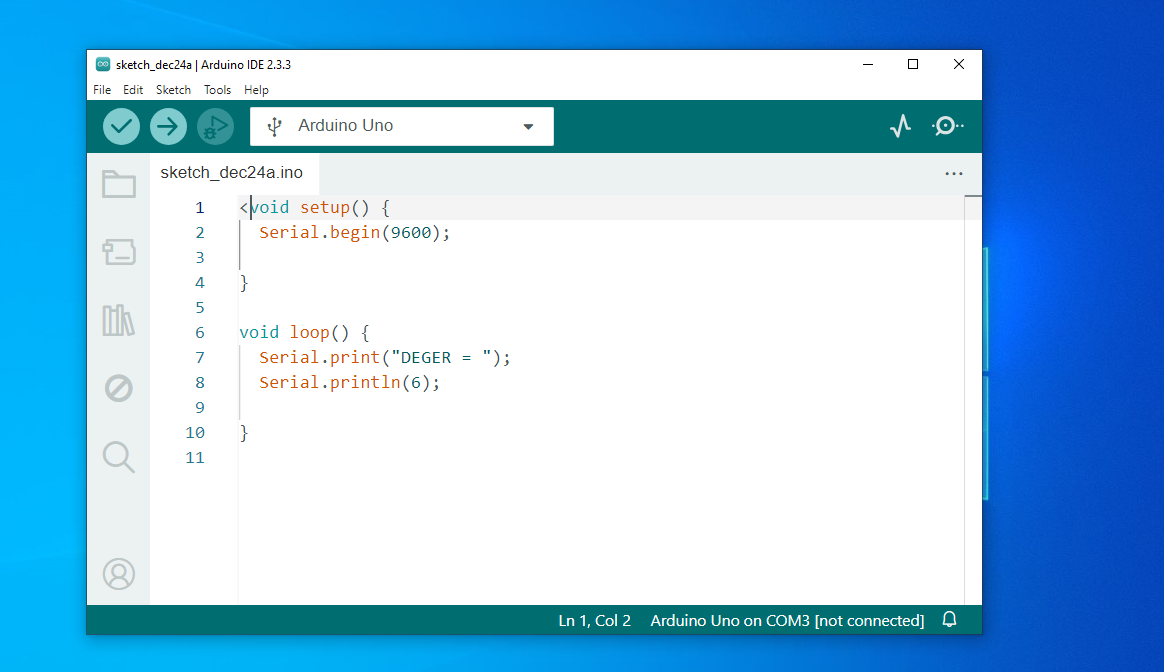 sketch_dec24a | Arduino IDE 2.3.3
File Edit Sketch Tools Help
Arduino Uno
sketch_dec24a.ino
1 <void setup() {
2   Serial.begin(9600);
3
4 }
5
6 void loop() {
7   Serial.print("DEGER = ");
8   Serial.println(6);
9
10 }
11
Ln 1, Col 2 Arduino Uno on COM3 [not connected]